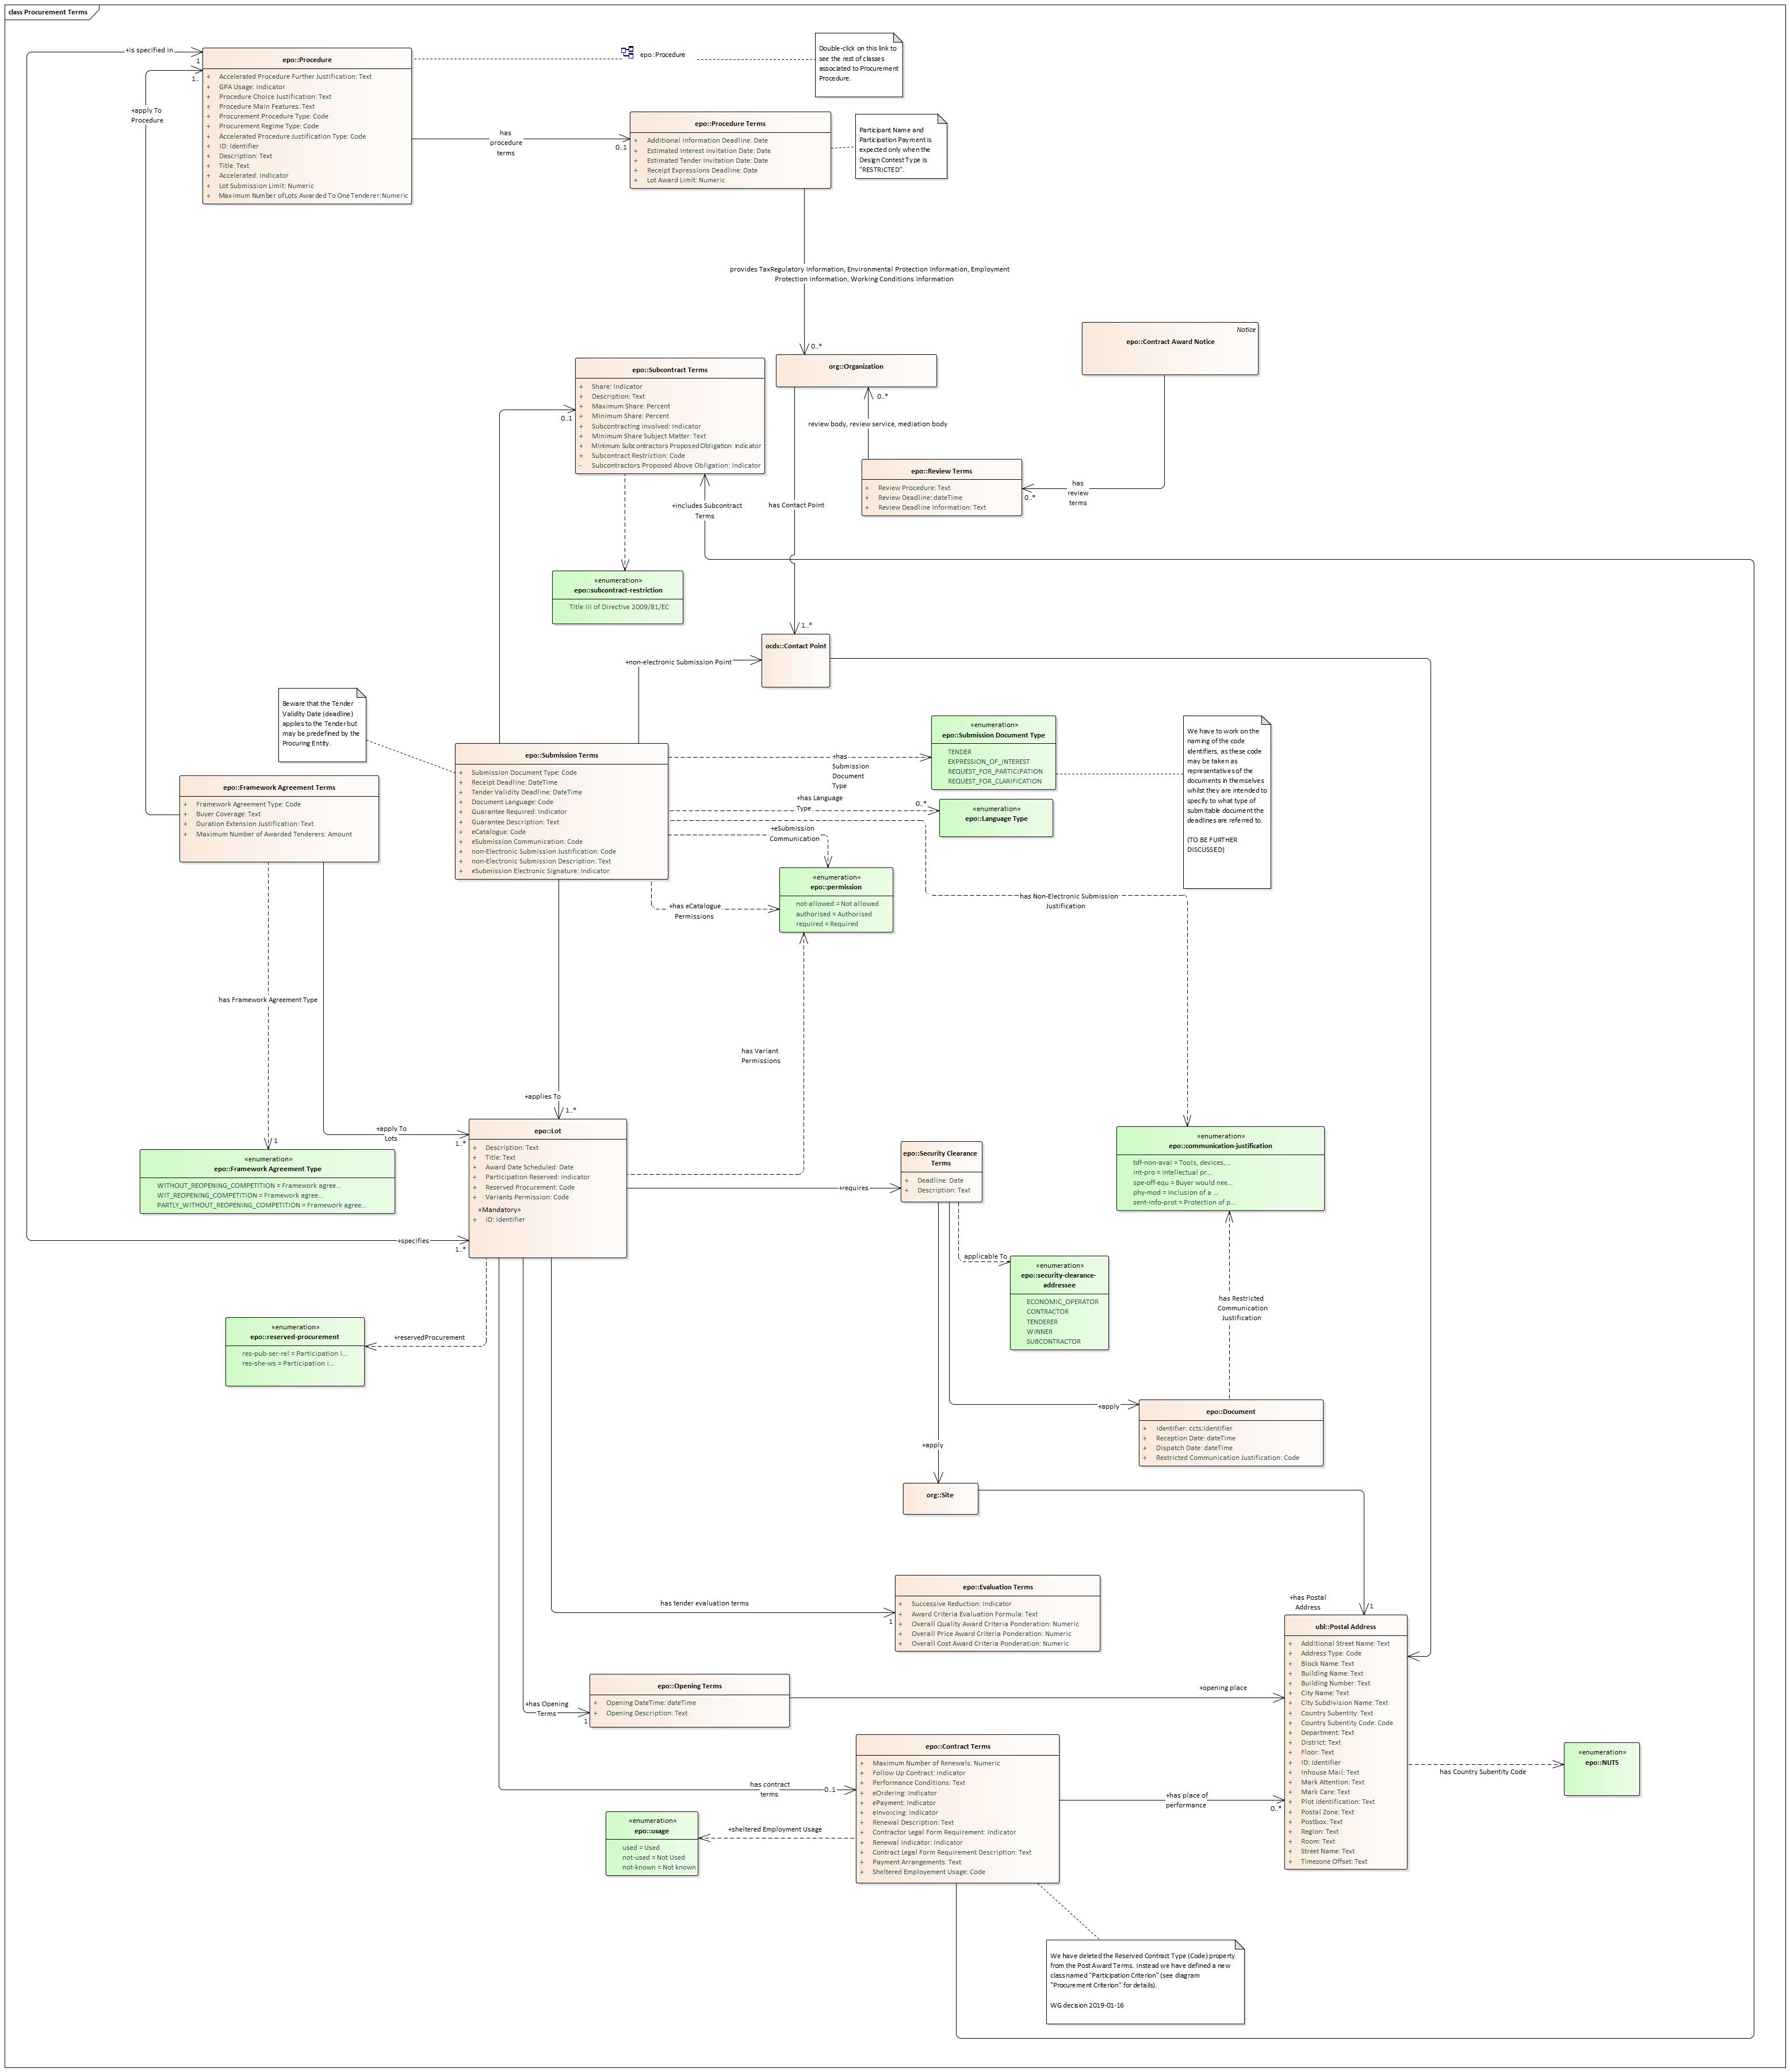 class Procurement Terms
+is specified in
1
1..
+apply To
Procedure
epo::Procedure
+ Accelerated Procedure Further Justification: Text
+ GPA Usage: Indicator
+ Procedure Choice Justification: Text
+ Procedure Main Features: Text
+ Procurement Procedure Type: Code
+ Procurement Regime Type: Code
+ Accelerated Procedure Justification Type: Code
+ ID: Identifier
+ Description: Text
+ Title: Text
+ Accelerated: Indicator
+ Lot Submission Limit: Numeric
+ Maximum Number of Lots Awarded To One Tenderer: Numeric
epo :Procedure
Double-click on this link to
see the rest of classes
associated to Procurement
Procedure.
has
procedure
terms
0..1
epo::Procedure Terms
+ Additional Information Deadline: Date
+ Estimated Interest Invitation Date: Date
+ Estimated Tender Invitation Date: Date
+ Receipt Expressions Deadline: Date
+ Lot Award Limit: Numeric
Participant Name and
Participation Payment is
expected only when the
Design Contest Type is
"RESTRICTED".
provides TaxRegulatory Information, Environmental Protection Information, Employment
Protection Information, Working Conditions Information
0..*
org::Organization
Notice
epo::Contract Award Notice
epo::Subcontract Terms
+ Share: Indicator
+ Description: Text
+ Maximum Share: Percent
+ Minimum Share: Percent
+ Subcontracting involved: Indicator
+ Minimum Share Subject Matter: Text
+ Minimum Subcontractors Proposed Obligation: Indicator
+ Subcontract Restriction: Code
- Subcontractors Proposed Above Obligation: Indicator
0..1
0..*
review body, review service, mediation body
epo::Review Terms
+ Review Procedure: Text
+ Review Deadline: dateTime
+ Review Deadline Information: Text
0..*
has
review
terms
+includes Subcontract
Terms
has Contact Point
«enumeration»
epo::subcontract-restriction
Title III of Directive 2009/81/EC
1..*
ocds::Contact Point
+non-electronic Submission Point
Beware that the Tender
Validity Date (deadline)
applies to the Tender but
may be predefined by the
Procuring Entity.
epo::Submission Terms
+ Submission Document Type: Code
+ Receipt Deadline: DateTime
+ Tender Validity Deadline: DateTime
+ Document Language: Code
+ Guarantee Required: Indicator
+ Guarantee Description: Text
+ eCatalogue: Code
+ eSubmission Communication: Code
+ non-Electronic Submission Justification: Code
+ non-Electronic Submission Description: Text
+ eSubmission Electronic Signature: Indicator
+has
Submission
Document
Type
«enumeration»
epo::Submission Document Type
TENDER
EXPRESSION_OF_INTEREST
REQUEST_FOR_PARTICIPATION
REQUEST_FOR_CLARIFICATION
We have to work on the
naming of the code
identifiers, as these code
may be taken as
representatives of the
documents in themselves
whilst they are intended to
specify to what type of
submitable document the
deadlines are referred to.
(TO BE FURTHER
DISCUSSED)
+has Language
Type
0..*
«enumeration»
epo::Language Type
+eSubmission
Communication
«enumeration»
epo::permission
not-allowed = Not allowed
authorised = Authorised
required = Required
+has eCatalogue
Permissions
has Non-Electronic Submission
Justification
epo::Framework Agreement Terms
+ Framework Agreement Type: Code
+ Buyer Coverage: Text
+ Duration Extension Justification: Text
+ Maximum Number of Awarded Tenderers: Amount
has Framework Agreement Type
1
has Variant
Permissions
+applies To
1..*
+apply To
Lots
1..*
«enumeration»
epo::Framework Agreement Type
WITHOUT_REOPENING_COMPETITION = Framework agree...
WIT_REOPENING_COMPETITION = Framework agree...
PARTLY_WITHOUT_REOPENING_COMPETITION = Framework agree...
epo::Lot
+ Description: Text
+ Title: Text
+ Award Date Scheduled: Date
+ Participation Reserved: Indicator
+ Reserved Procurement: Code
+ Variants Permission: Code
«Mandatory»
+ ID: Identifier
+specifies
1..*
+requires
epo::Security Clearance
Terms
+ Deadline: Date
+ Description: Text
«enumeration»
epo::communication-justification
tdf-non-avai = Tools, devices,...
int-pro = Intellectual pr...
spe-off-equ = Buyer would nee...
phy-mod = Inclusion of a ...
sent-info-prot = Protection of p...
applicable To
«enumeration»
epo::security-clearance-
addressee
ECONOMIC_OPERATOR
CONTRACTOR
TENDERER
WINNER
SUBCONTRACTOR
has Restricted
Communication
Justification
«enumeration»
epo::reserved-procurement
res-pub-ser-rel = Participation i...
res-she-ws = Participation i...
+reservedProcurement
+apply
epo::Document
+ Identifier: ccts:Identifier
+ Reception Date: dateTime
+ Dispatch Date: dateTime
+ Restricted Communication Justification: Code
+apply
org::Site
has tender evaluation terms
1
epo::Evaluation Terms
+ Successive Reduction: Indicator
+ Award Criteria Evaluation Formula: Text
+ Overall Quality Award Criteria Ponderation: Numeric
+ Overall Price Award Criteria Ponderation: Numeric
+ Overall Cost Award Criteria Ponderation: Numeric
+has Postal
Address
1
ubl::Postal Address
+ Additional Street Name: Text
+ Address Type: Code
+ Block Name: Text
+ Building Name: Text
+ Building Number: Text
+ City Name: Text
+ City Subdivision Name: Text
+ Country Subentity: Text
+ Country Subentity Code: Code
+ Department: Text
+ District: Text
+ Floor: Text
+ ID: Identifier
+ Inhouse Mail: Text
+ Mark Attention: Text
+ Mark Care: Text
+ Plot Identification: Text
+ Postal Zone: Text
+ Postbox: Text
+ Region: Text
+ Room: Text
+ Street Name: Text
+ Timezone Offset: Text
+has Opening
Terms
1
epo::Opening Terms
+ Opening DateTime: dateTime
+ Opening Description: Text
+opening place
has contract
terms
0..1
epo::Contract Terms
+ Maximum Number of Renewals: Numeric
+ Follow Up Contract: Indicator
+ Performance Conditions: Text
+ eOrdering: Indicator
+ ePayment: Indicator
+ eInvoicing: Indicator
+ Renewal Description: Text
+ Contractor Legal Form Requirement: Indicator
+ Renewal Indicator: Indicator
+ Contract Legal Form Requirement Description: Text
+ Payment Arrangements: Text
+ Sheltered Employement Usage: Code
+has place of
performance
0..*
has Country Subentity Code
«enumeration»
epo::NUTS
«enumeration»
epo::usage
used = Used
not-used = Not Used
not-known = Not known
+sheltered Employment Usage
We have deleted the Reserved Contract Type (Code) property
from the Post Award Terms. Instead we have defined a new
class named "Participation Criterion" (see diagram
"Procurement Criterion" for details).
WG decision 2019-01-16